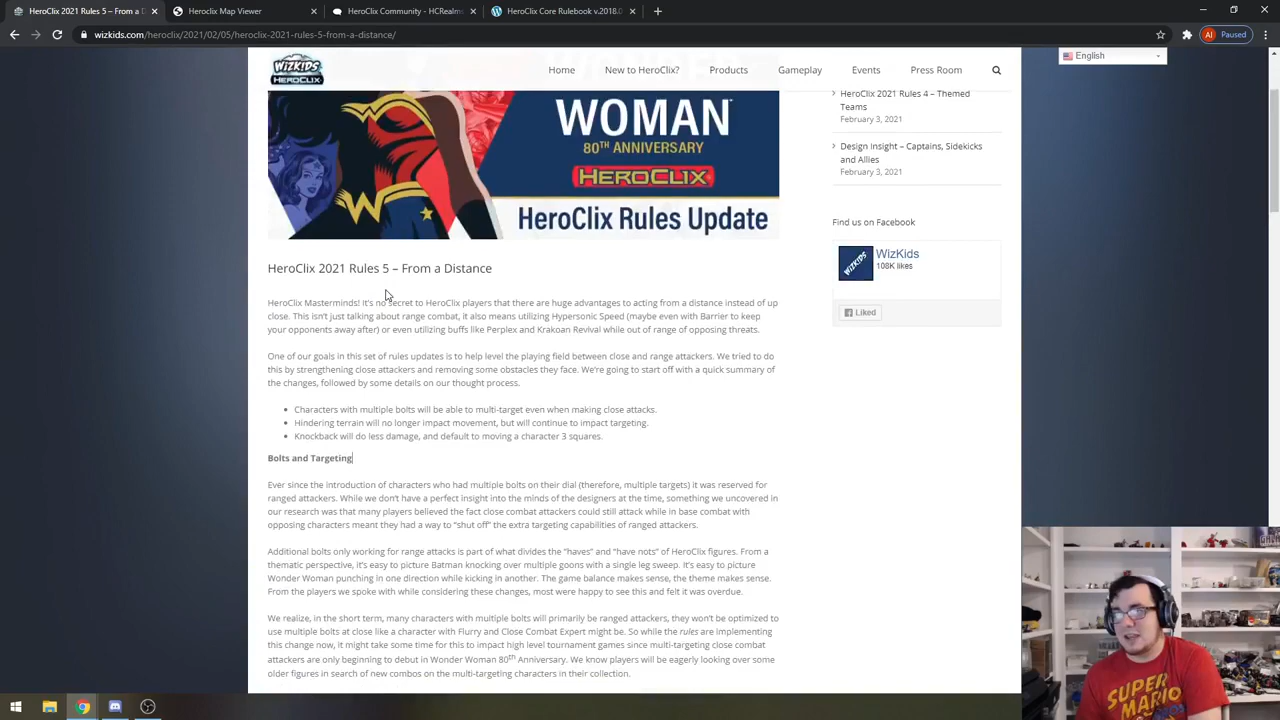 HeroClix 2021 Rules 5 – From a D
Heroclix Map Viewer
HeroClix Community - HCRealm
HeroClix Core Rulebook v.2018.0
wizkids.com/heroclix/2021/02/05/heroclix-2021-rules-5-from-a-distance/
AI Paused
WIZKIDS
HEROCLIX
Home New to HeroClix? Products Gameplay Events Press Room
English
WOMAN
80TH ANNIVERSARY
HEROCLIX
HeroClix Rules Update
HeroClix 2021 Rules 4 – Themed
Teams
February 3, 2021
Design Insight – Captains, Sidekicks
and Allies
February 3, 2021
Find us on Facebook
WIZKIDS
WizKids
108K likes
Liked
HeroClix 2021 Rules 5 – From a Distance
HeroClix Masterminds! It's no secret to HeroClix players that there are huge advantages to acting from a distance instead of up
close. This isn't just talking about range combat, it also means utilizing Hypersonic Speed (maybe even with Barrier to keep
your opponents away after) or even utilizing buffs like Perplex and Krakoan Revival while out of range of opposing threats.
One of our goals in this set of rules updates is to help level the playing field between close and range attackers. We tried to do
this by strengthening close attackers and removing some obstacles they face. We're going to start off with a quick summary of
the changes, followed by some details on our thought process.
• Characters with multiple bolts will be able to multi-target even when making close attacks.
• Hindering terrain will no longer impact movement, but will continue to impact targeting.
• Knockback will do less damage, and default to moving a character 3 squares.
Bolts and Targeting
Ever since the introduction of characters who had multiple bolts on their dial (therefore, multiple targets) it was reserved for
ranged attackers. While we don't have a perfect insight into the minds of the designers at the time, something we uncovered in
our research was that many players believed the fact close combat attackers could still attack while in base combat with
opposing characters meant they had a way to "shut off" the extra targeting capabilities of ranged attackers.
Additional bolts only working for range attacks is part of what divides the "haves" and "have nots" of HeroClix figures. From a
thematic perspective, it's easy to picture Batman knocking over multiple goons with a single leg sweep. It's easy to picture
Wonder Woman punching in one direction while kicking in another. The game balance makes sense, the theme makes sense.
From the players we spoke with while considering these changes, most were happy to see this and felt it was overdue.
We realize, in the short term, many characters with multiple bolts will primarily be ranged attackers, they won't be optimized to
use multiple bolts at close like a character with Flurry and Close Combat Expert might be. So while the rules are implementing
this change now, it might take some time for this to impact high level tournament games since multi-targeting close combat
attackers are only beginning to debut in Wonder Woman 80th Anniversary. We know players will be eagerly looking over some
older figures in search of new combos on the multi-targeting characters in their collection.
SUPER
MARIO